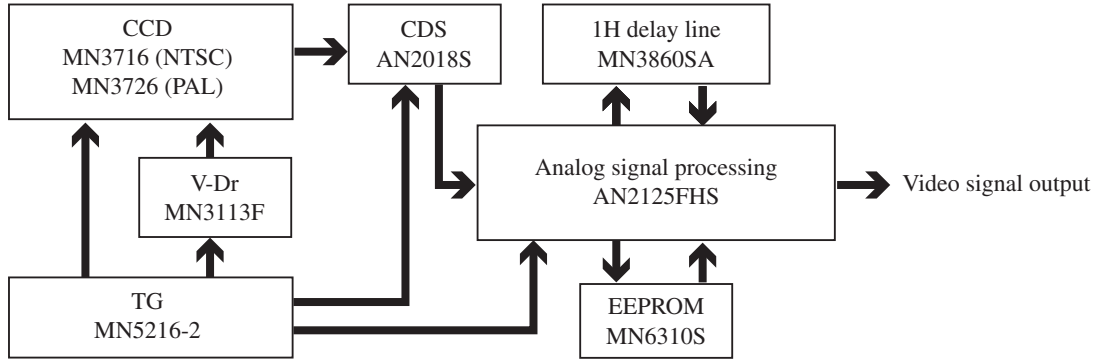 CCD
MN3716 (NTSC)
MN3726 (PAL)
CDS
AN2018S
1H delay line
MN3860SA
V-Dr
MN3113F
Analog signal processing
AN2125FHS
Video signal output
TG
MN5216-2
EEPROM
MN6310S